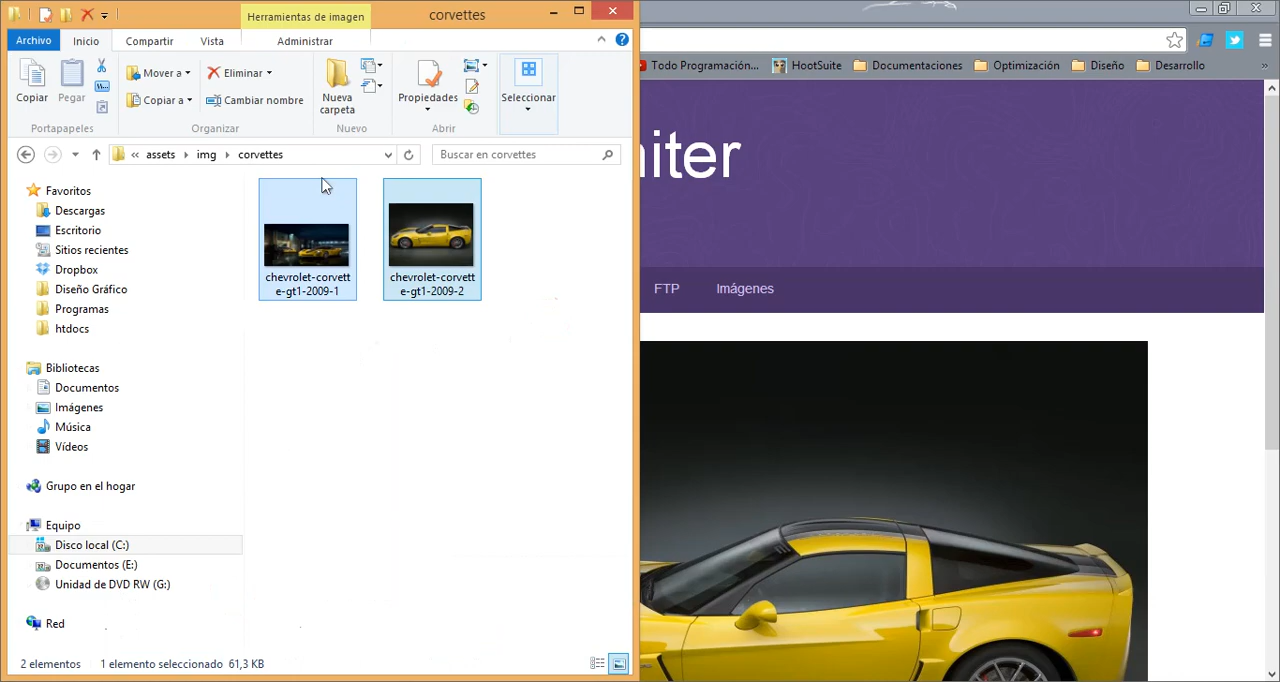 Herramientas de imagen
corvettes
Archivo
Inicio
Compartir
Vista
Administrar
Copiar
Pegar
Mover a
Copiar a
Eliminar
Cambiar nombre
Nueva
carpeta
Propiedades
Seleccionar
Portapapeles
Organizar
Nuevo
Abrir
assets
img
corvettes
Buscar en corvettes
Favoritos
Descargas
Escritorio
Sitios recientes
Dropbox
Diseño Gráfico
Programas
htdocs
Bibliotecas
Documentos
Imágenes
Música
Vídeos
Grupo en el hogar
Equipo
Disco local (C:)
Documentos (E:)
Unidad de DVD RW (G:)
Red
chevrolet-corvett
e-gt1-2009-1
chevrolet-corvett
e-gt1-2009-2
2 elementos
1 elemento seleccionado 61,3 KB
Todo Programación...
HootSuite
Documentaciones
Optimización
Diseño
Desarrollo
niter
FTP
Imágenes